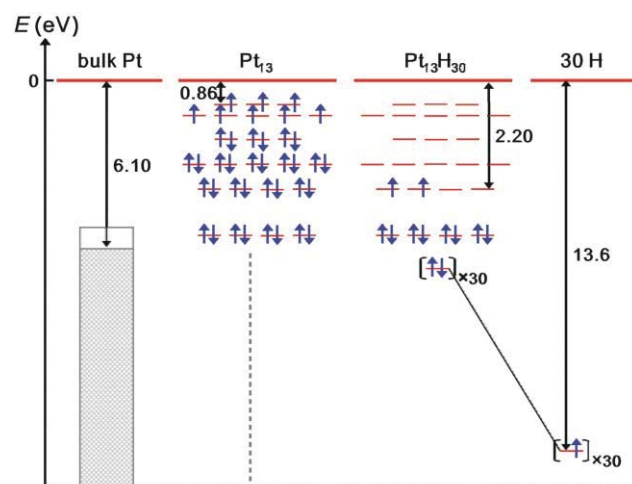 E (eV)
bulk Pt
Pt₁₃
Pt₁₃H₃₀
30 H
0
0.86
6.10
2.20
13.6
×30
×30